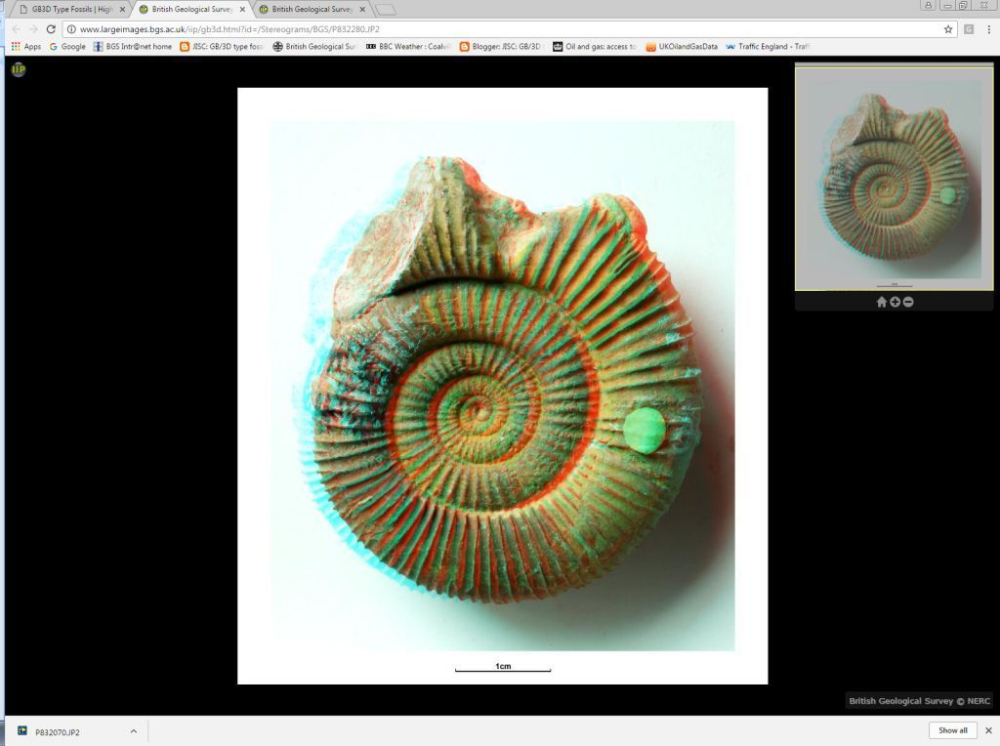 GB3D Type Fossils | High
British Geological Survey
British Geological Survey
www.largeimages.bgs.ac.uk/iip/gb3d.html?id=/Stereograms/BGS/P832280.JP2
Apps
Google
BGS Intr@net home
JISC: GB/3D type foss
British Geological Sur
BBC Weather : Coalvi
Blogger: JISC: GB/3D
Oil and gas: access to
UKOilandGasData
Traffic England - Traff
IIP
1cm
British Geological Survey © NERC
P832070.JP2
Show all